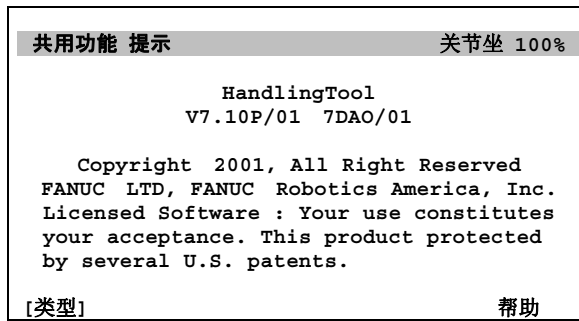 共用功能 提示 关节坐 100%
HandlingTool
V7.10P/01 7DAO/01
Copyright 2001, All Right Reserved
FANUC LTD, FANUC Robotics America, Inc.
Licensed Software : Your use constitutes
your acceptance. This product protected
by several U.S. patents.
[类型] 帮助